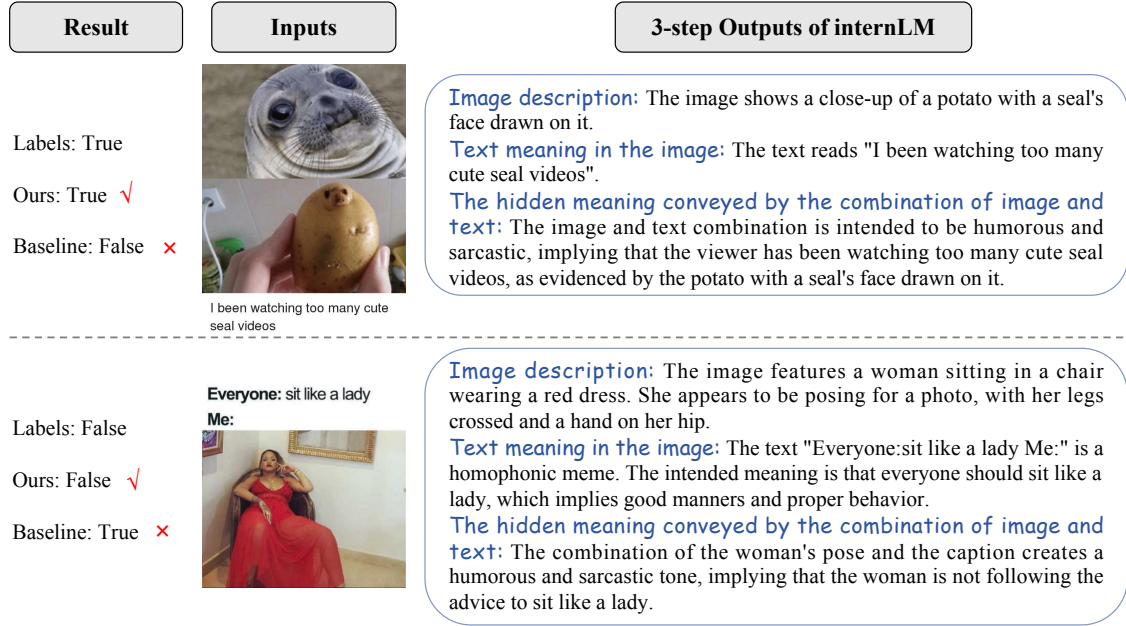 Result
Inputs
3-step Outputs of internLM
Labels: True
Ours: True √
Baseline: False ×
I been watching too many cute
seal videos
Image description: The image shows a close-up of a potato with a seal's
face drawn on it.
Text meaning in the image: The text reads "I been watching too many
cute seal videos".
The hidden meaning conveyed by the combination of image and
text: The image and text combination is intended to be humorous and
sarcastic, implying that the viewer has been watching too many cute seal
videos, as evidenced by the potato with a seal's face drawn on it.
Labels: False
Ours: False √
Baseline: True ×
Everyone: sit like a lady
Me:
Image description: The image features a woman sitting in a chair
wearing a red dress. She appears to be posing for a photo, with her legs
crossed and a hand on her hip.
Text meaning in the image: The text "Everyone:sit like a lady Me:" is a
homophonic meme. The intended meaning is that everyone should sit like a
lady, which implies good manners and proper behavior.
The hidden meaning conveyed by the combination of image and
text: The combination of the woman's pose and the caption creates a
humorous and sarcastic tone, implying that the woman is not following the
advice to sit like a lady.